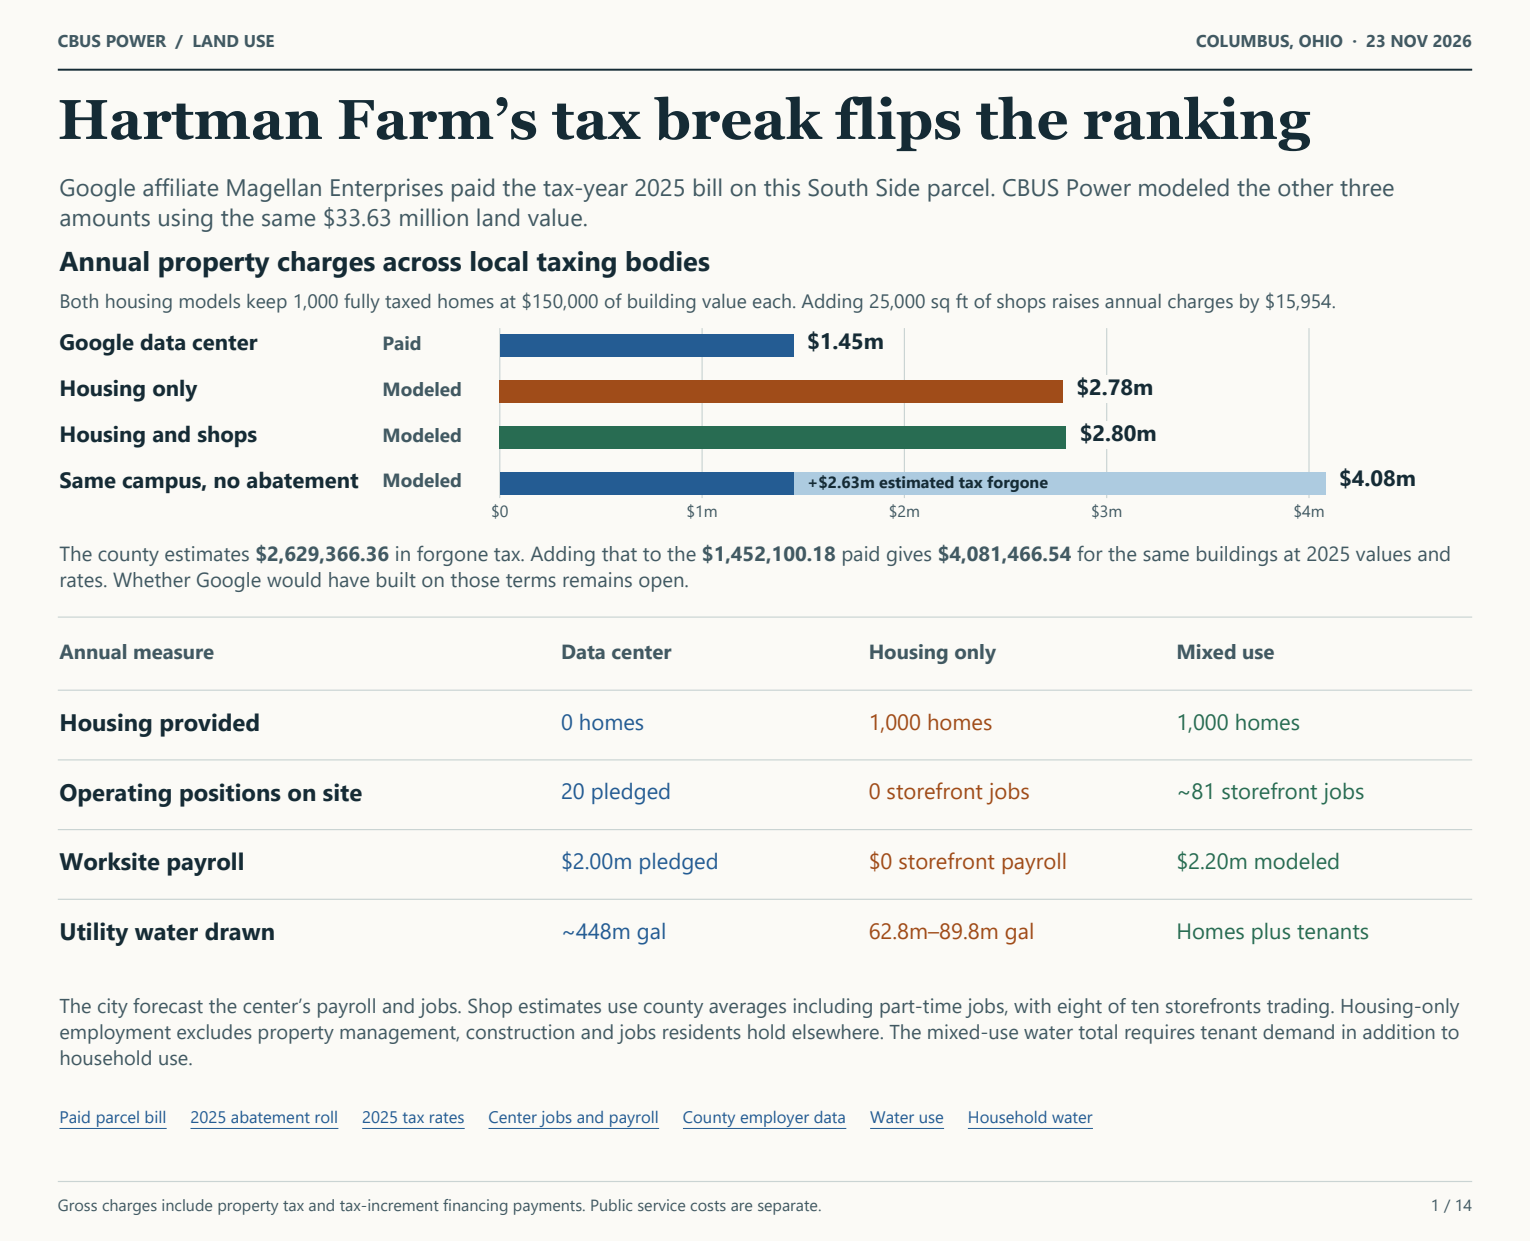 CBUS POWER / LAND USE
COLUMBUS, OHIO · 23 NOV 2026
Hartman Farm’s tax break flips the ranking
Google affiliate Magellan Enterprises paid the tax-year 2025 bill on this South Side parcel. CBUS Power modeled the other three
amounts using the same $33.63 million land value.
Annual property charges across local taxing bodies
Both housing models keep 1,000 fully taxed homes at $150,000 of building value each. Adding 25,000 sq ft of shops raises annual charges by $15,954.
Google data center Paid $1.45m
Housing only Modeled $2.78m
Housing and shops Modeled $2.80m
Same campus, no abatement Modeled +$2.63m estimated tax forgone $4.08m
$0 $1m $2m $3m $4m
The county estimates $2,629,366.36 in forgone tax. Adding that to the $1,452,100.18 paid gives $4,081,466.54 for the same buildings at 2025 values and
rates. Whether Google would have built on those terms remains open.
Annual measure Data center Housing only Mixed use
Housing provided 0 homes 1,000 homes 1,000 homes
Operating positions on site 20 pledged 0 storefront jobs ~81 storefront jobs
Worksite payroll $2.00m pledged $0 storefront payroll $2.20m modeled
Utility water drawn ~448m gal 62.8m–89.8m gal Homes plus tenants
The city forecast the center’s payroll and jobs. Shop estimates use county averages including part-time jobs, with eight of ten storefronts trading. Housing-only
employment excludes property management, construction and jobs residents hold elsewhere. The mixed-use water total requires tenant demand in addition to
household use.
Paid parcel bill 2025 abatement roll 2025 tax rates Center jobs and payroll County employer data Water use Household water
Gross charges include property tax and tax-increment financing payments. Public service costs are separate.
1 / 14